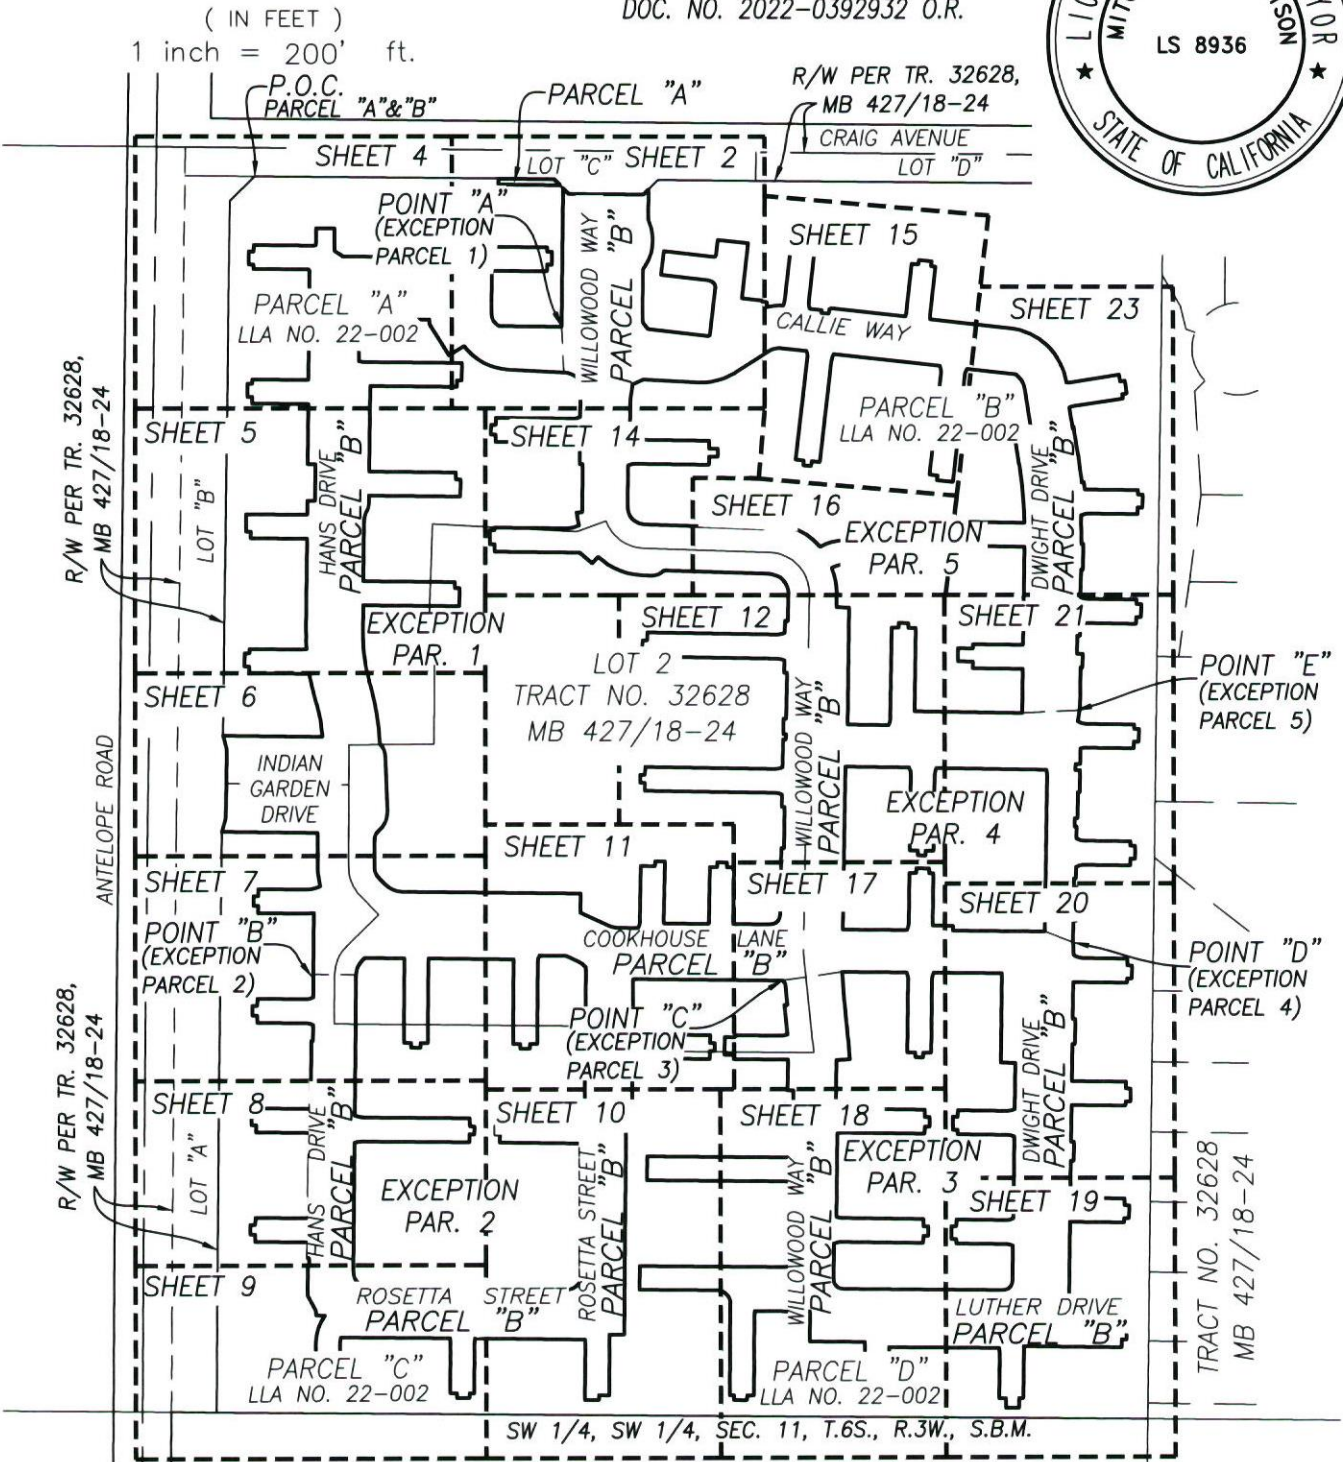 ( IN FEET )
1 inch = 200' ft.
DOC. NO. 2022-0392932 O.R.
LS 8936
STATE OF CALIFORNIA
P.O.C.
PARCEL "A"&"B"
PARCEL "A"
R/W PER TR. 32628,
MB 427/18-24
CRAIG AVENUE
LOT "D"
SHEET 4
LOT "C"
SHEET 2
POINT "A"
(EXCEPTION
PARCEL 1)
WILLOWOOD WAY
PARCEL "B"
SHEET 15
PARCEL "A"
LLA NO. 22-002
CALLIE WAY
SHEET 23
R/W PER TR. 32628,
MB 427/18-24
SHEET 5
LOT "B"
HANS DRIVE
PARCEL "B"
SHEET 14
PARCEL "B"
LLA NO. 22-002
DWIGHT DRIVE
PARCEL "B"
SHEET 16
EXCEPTION
PAR. 5
EXCEPTION
PAR. 1
SHEET 12
SHEET 21
LOT 2
TRACT NO. 32628
MB 427/18-24
SHEET 6
POINT "E"
(EXCEPTION
PARCEL 5)
WILLOWOOD WAY
PARCEL "B"
ANTELOPE ROAD
INDIAN
GARDEN
DRIVE
EXCEPTION
PAR. 4
SHEET 11
SHEET 7
SHEET 17
SHEET 20
POINT "B"
(EXCEPTION
PARCEL 2)
COOKHOUSE LANE
PARCEL "B"
POINT "D"
(EXCEPTION
PARCEL 4)
POINT "C"
(EXCEPTION
PARCEL 3)
R/W PER TR. 32628,
MB 427/18-24
DWIGHT DRIVE
PARCEL "B"
SHEET 8
LOT "A"
HANS DRIVE
PARCEL "B"
SHEET 10
SHEET 18
EXCEPTION
PAR. 2
ROSETTA STREET
PARCEL "B"
WILLOWOOD WAY
PARCEL "B"
EXCEPTION
PAR. 3
SHEET 19
TRACT NO. 32628
MB 427/18-24
SHEET 9
ROSETTA STREET
PARCEL "B"
LUTHER DRIVE
PARCEL "B"
PARCEL "C"
LLA NO. 22-002
PARCEL "D"
LLA NO. 22-002
SW 1/4, SW 1/4, SEC. 11, T.6S., R.3W., S.B.M.